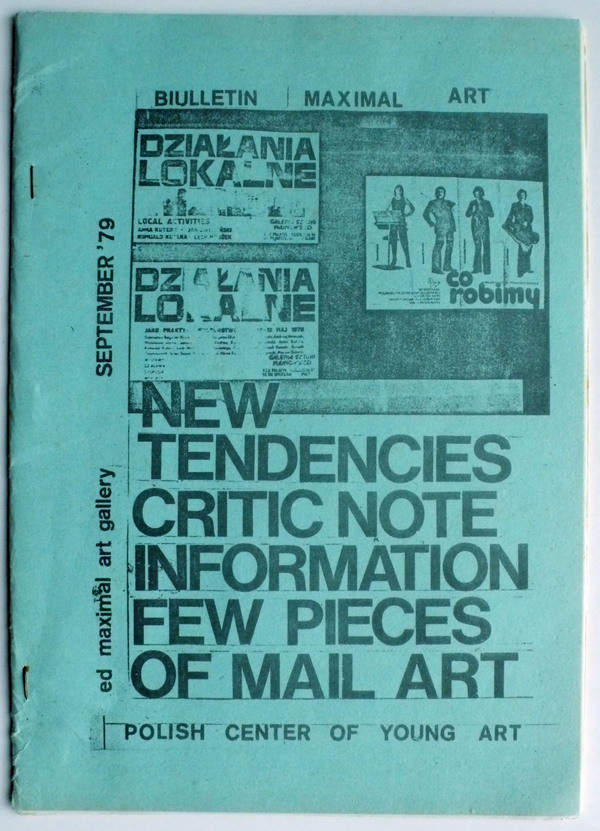 BIULLETIN MAXIMAL ART
DZIAŁANIA
LOKALNE
LOCAL ACTIVITIES
DZIAŁANIA
LOKALNE
co
robimy
SEPTEMBER '79
ed maximal art gallery
NEW
TENDENCIES
CRITIC NOTE
INFORMATION
FEW PIECES
OF MAIL ART
POLISH CENTER OF YOUNG ART